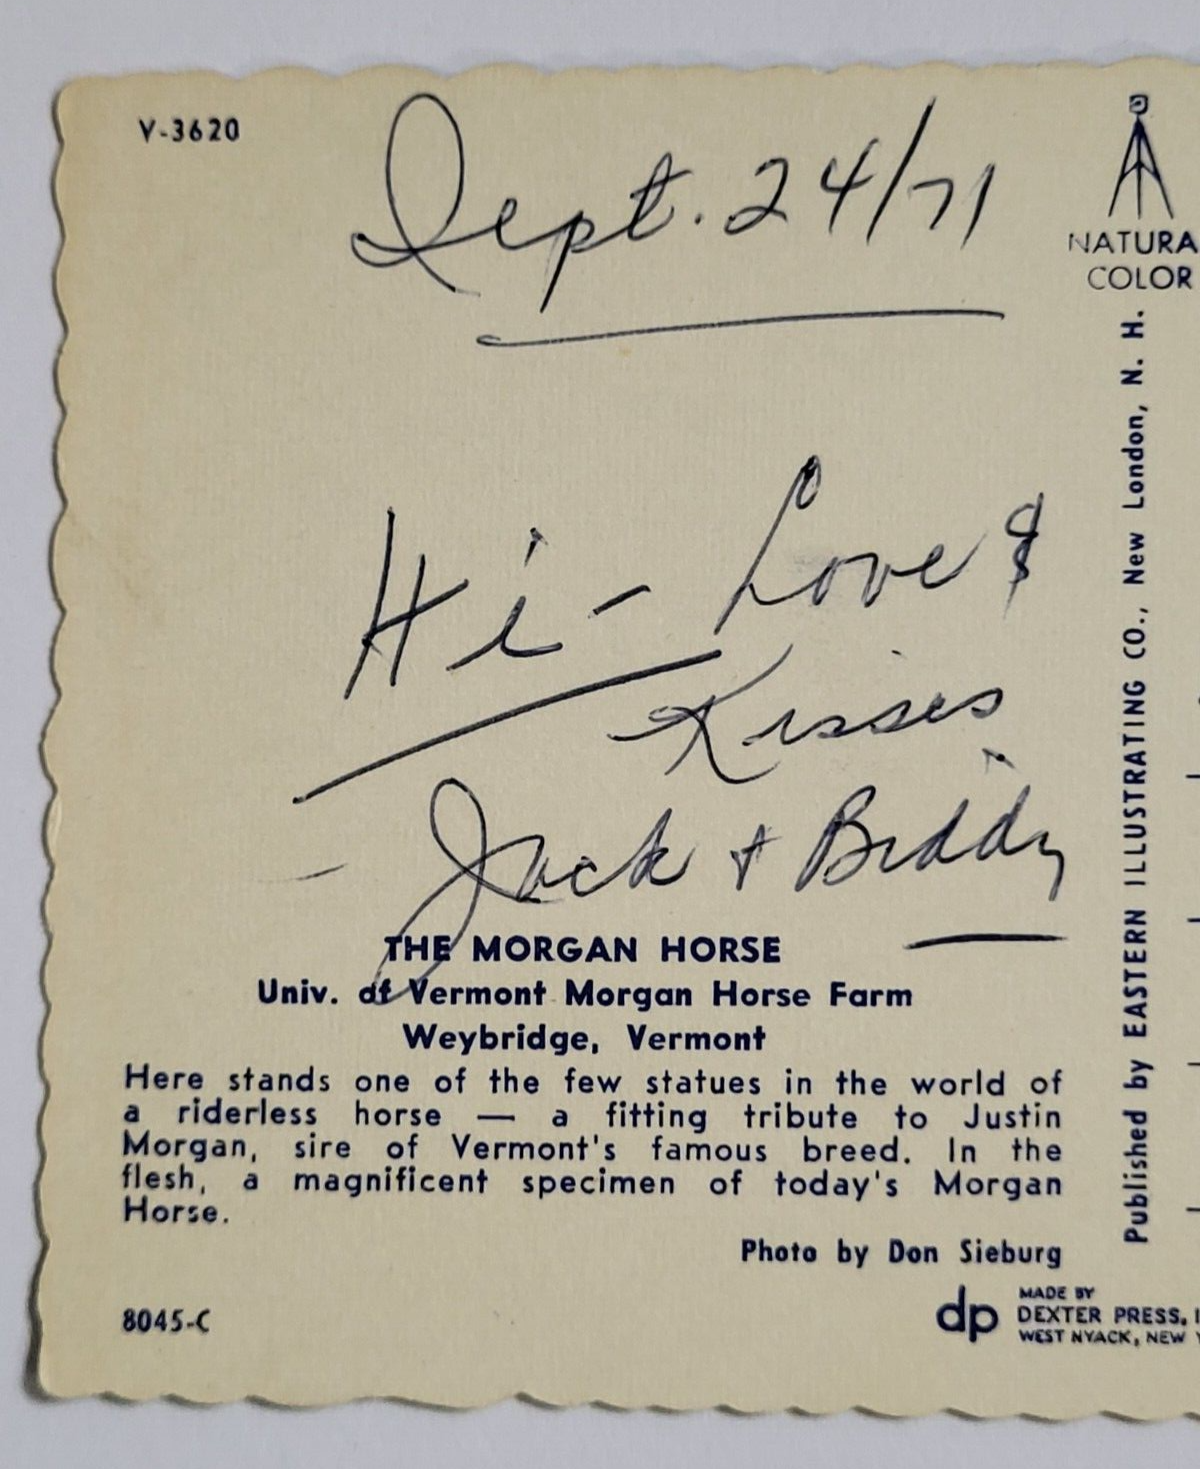 V-3620
Sept. 24/71
Hi - Love &
Kisses
Jack + Biddy
THE MORGAN HORSE
Univ. of Vermont Morgan Horse Farm
Weybridge, Vermont
Here stands one of the few statues in the world of
a riderless horse — a fitting tribute to Justin
Morgan, sire of Vermont's famous breed. In the
flesh, a magnificent specimen of today's Morgan
Horse.
Photo by Don Sieburg
8045-C
dp
MADE BY
DEXTER PRESS, I
WEST NYACK, NEW Y
NATURA
COLOR
Published by EASTERN ILLUSTRATING CO., New London, N. H.